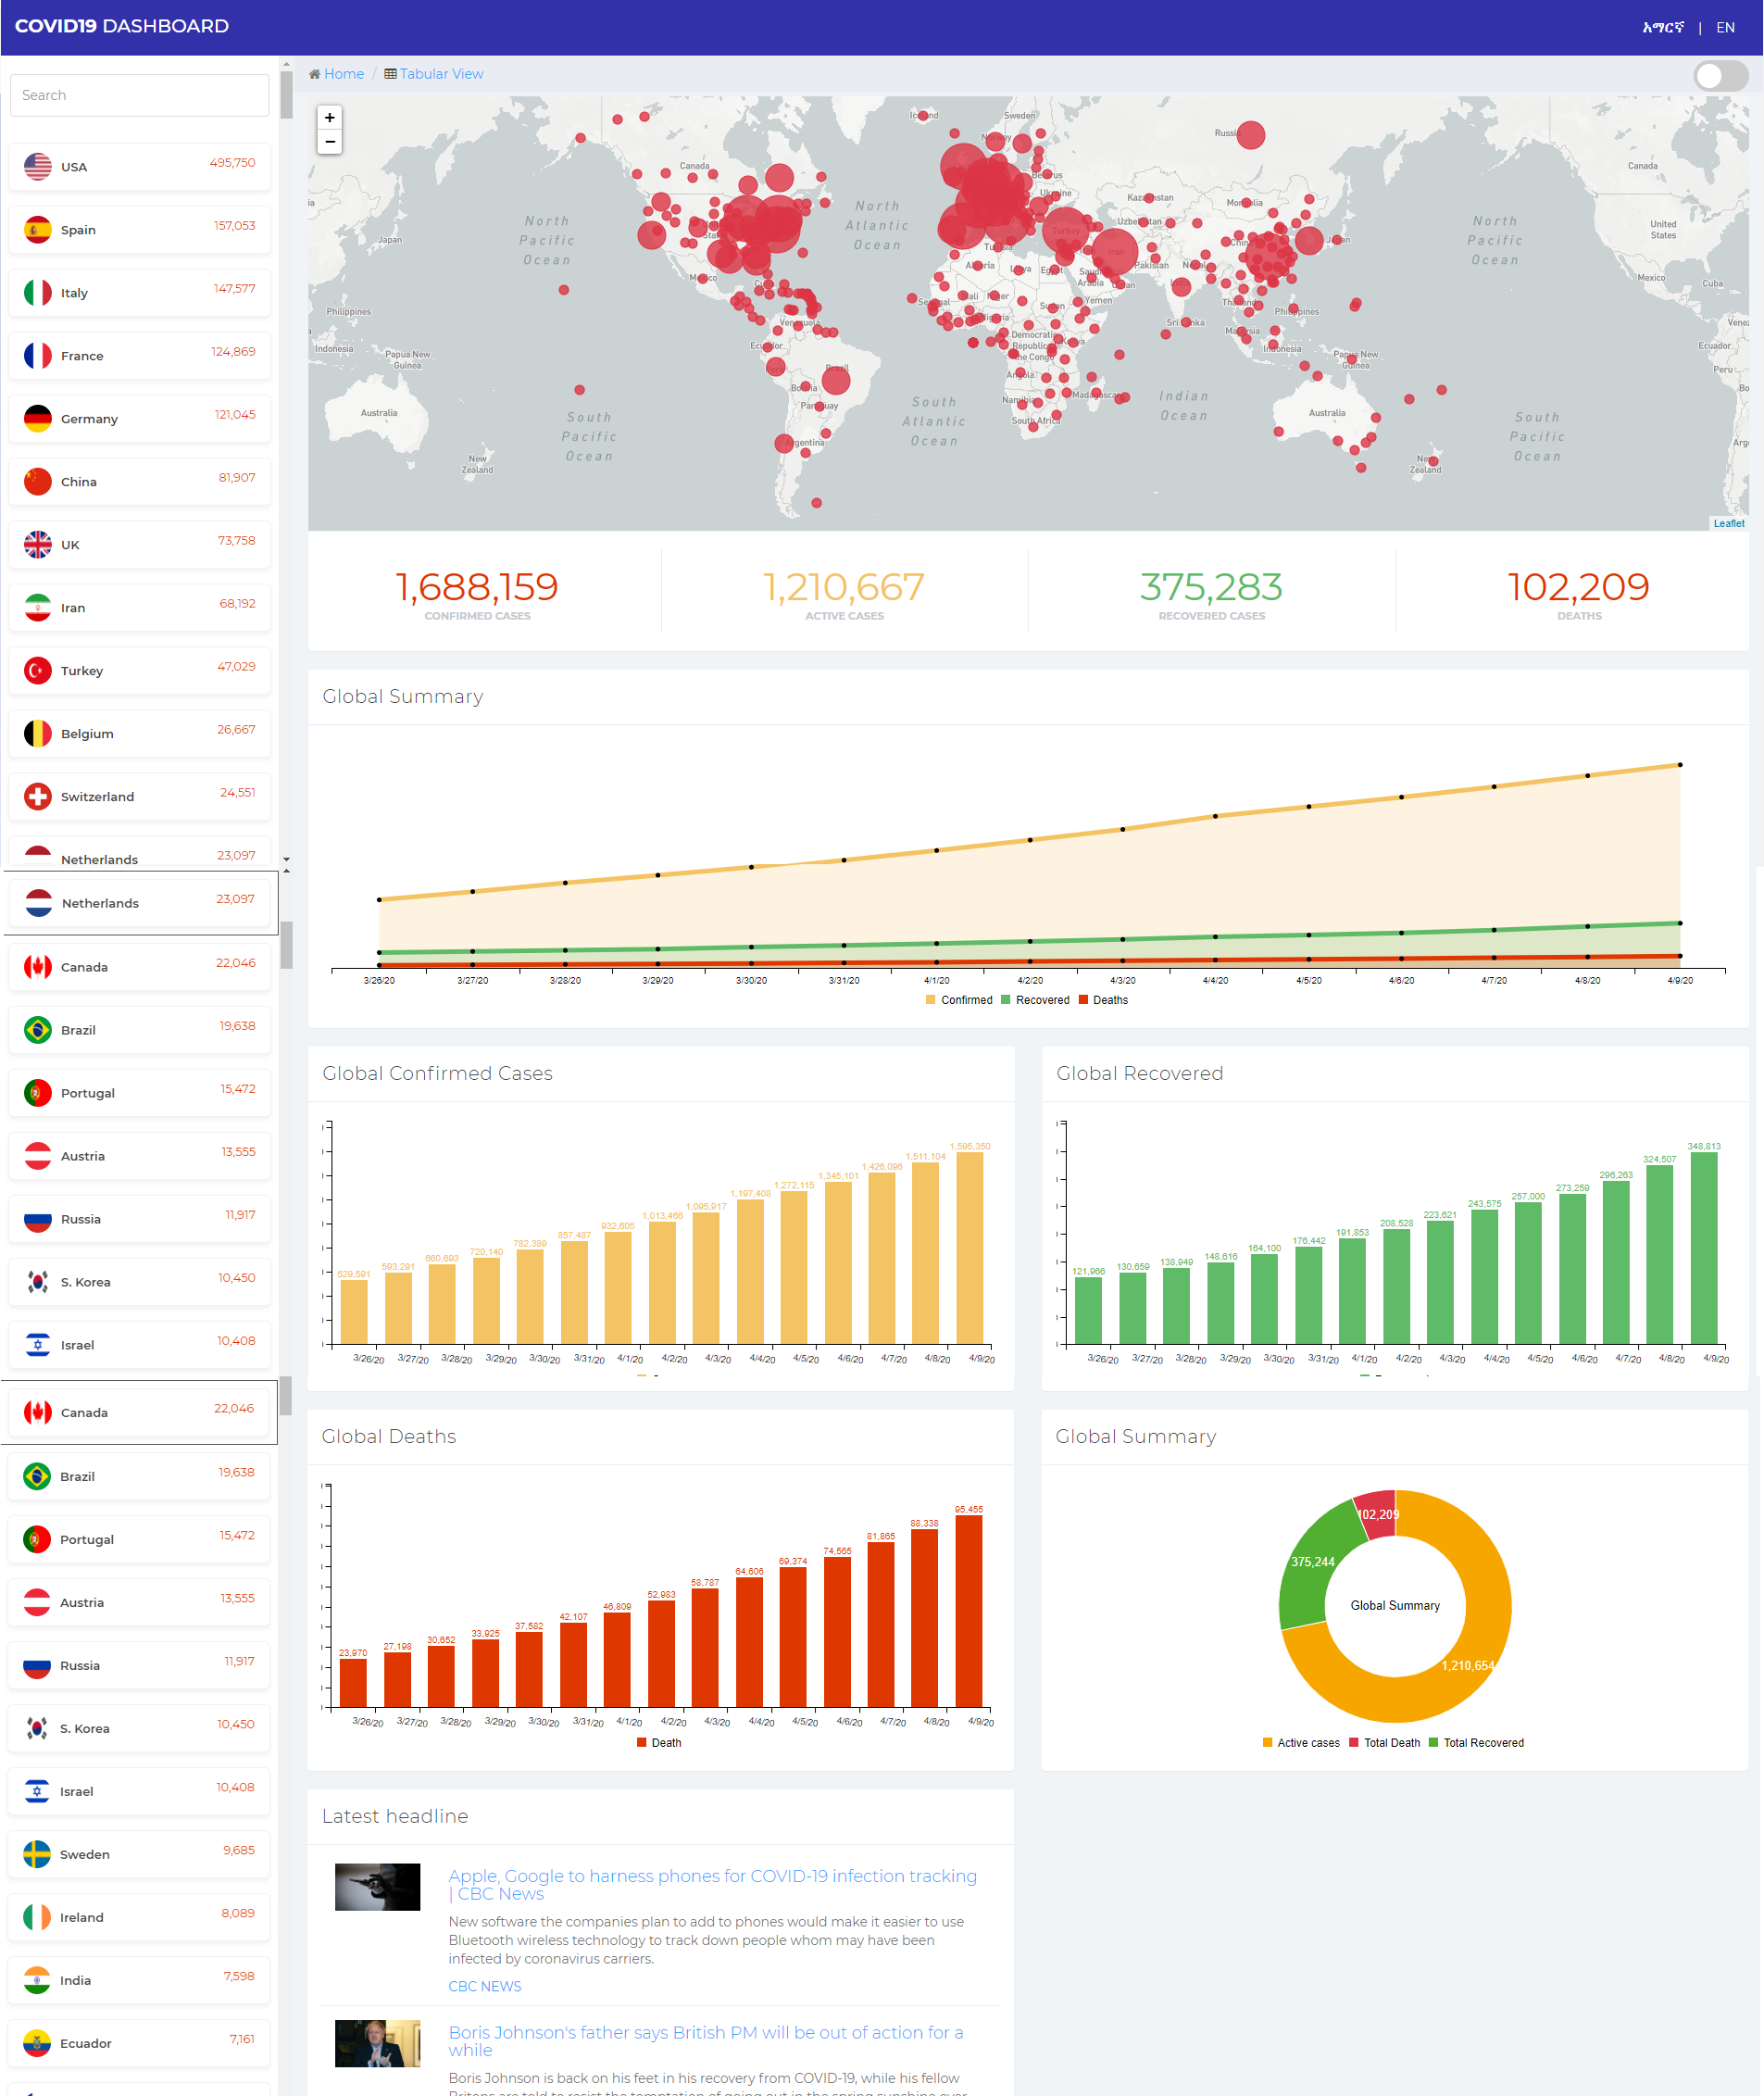 COVID19 DASHBOARD
አማርኛ | EN
Search
USA 495,750
Spain 157,053
Italy 147,577
France 124,869
Germany 121,045
China 81,907
UK 73,758
Iran 68,192
Turkey 47,029
Belgium 26,667
Switzerland 24,551
Netherlands 23,097
Netherlands 23,097
Canada 22,046
Brazil 19,638
Portugal 15,472
Austria 13,555
Russia 11,917
S. Korea 10,450
Israel 10,408
Canada 22,046
Brazil 19,638
Portugal 15,472
Austria 13,555
Russia 11,917
S. Korea 10,450
Israel 10,408
Sweden 9,685
Ireland 8,089
India 7,598
Ecuador 7,161
Home / Tabular View
+
−
Sweden
Russia
Canada
Canada
Belarus
Ukraine
Kazakhstan
Mongolia
Uzbekistan
North
Pacific
Ocean
North
Atlantic
Ocean
North
Pacific
Ocean
United
States
Japan
Turkey
Iran
Japan
Mexico
Algeria
Libya
Egypt
Saudi
Arabia
Pakistan
Nepal
Mexico
Cuba
Philippines
Mali
Niger
Sudan
Yemen
Thailand
Philippines
Venezuela
Nigeria
Sri Lanka
Malaysia
Indonesia
Papua New
Guinea
Ecuador
Democratic
Republic
Kenya
Indonesia
Papua New
Guinea
Ecuador
Peru
Brazil
Bolivia
Angola
Paraguay
Namibia
Madagascar
South
Atlantic
Ocean
Indian
Ocean
Australia
South
Pacific
Ocean
South Africa
Australia
South
Pacific
Ocean
Argentina
New
Zealand
New
Zealand
Leaflet
1,688,159
CONFIRMED CASES
1,210,667
ACTIVE CASES
375,283
RECOVERED CASES
102,209
DEATHS
Global Summary
3/26/20 3/27/20 3/28/20 3/29/20 3/30/20 3/31/20 4/1/20 4/2/20 4/3/20 4/4/20 4/5/20 4/6/20 4/7/20 4/8/20 4/9/20
Confirmed Recovered Deaths
Global Confirmed Cases
529,591 593,291 660,693 720,140 782,389 857,487 932,605 1,013,466 1,095,917 1,197,408 1,272,115 1,345,101 1,426,096 1,511,104 1,595,350
3/26/20 3/27/20 3/28/20 3/29/20 3/30/20 3/31/20 4/1/20 4/2/20 4/3/20 4/4/20 4/5/20 4/6/20 4/7/20 4/8/20 4/9/20
Global Recovered
121,966 130,659 138,949 148,616 164,100 176,442 191,853 208,528 223,621 243,575 257,000 273,259 296,263 324,507 348,813
3/26/20 3/27/20 3/28/20 3/29/20 3/30/20 3/31/20 4/1/20 4/2/20 4/3/20 4/4/20 4/5/20 4/6/20 4/7/20 4/8/20 4/9/20
Global Deaths
23,970 27,198 30,652 33,925 37,582 42,107 46,809 52,983 58,787 64,606 69,374 74,565 81,865 88,338 95,455
3/26/20 3/27/20 3/28/20 3/29/20 3/30/20 3/31/20 4/1/20 4/2/20 4/3/20 4/4/20 4/5/20 4/6/20 4/7/20 4/8/20 4/9/20
Death
Global Summary
102,209
375,244
Global Summary
1,210,654
Active cases Total Death Total Recovered
Latest headline
Apple, Google to harness phones for COVID-19 infection tracking
| CBC News
New software the companies plan to add to phones would make it easier to use
Bluetooth wireless technology to track down people whom may have been
infected by coronavirus carriers.
CBC NEWS
Boris Johnson's father says British PM will be out of action for a
while
Boris Johnson is back on his feet in his recovery from COVID-19, while his fellow